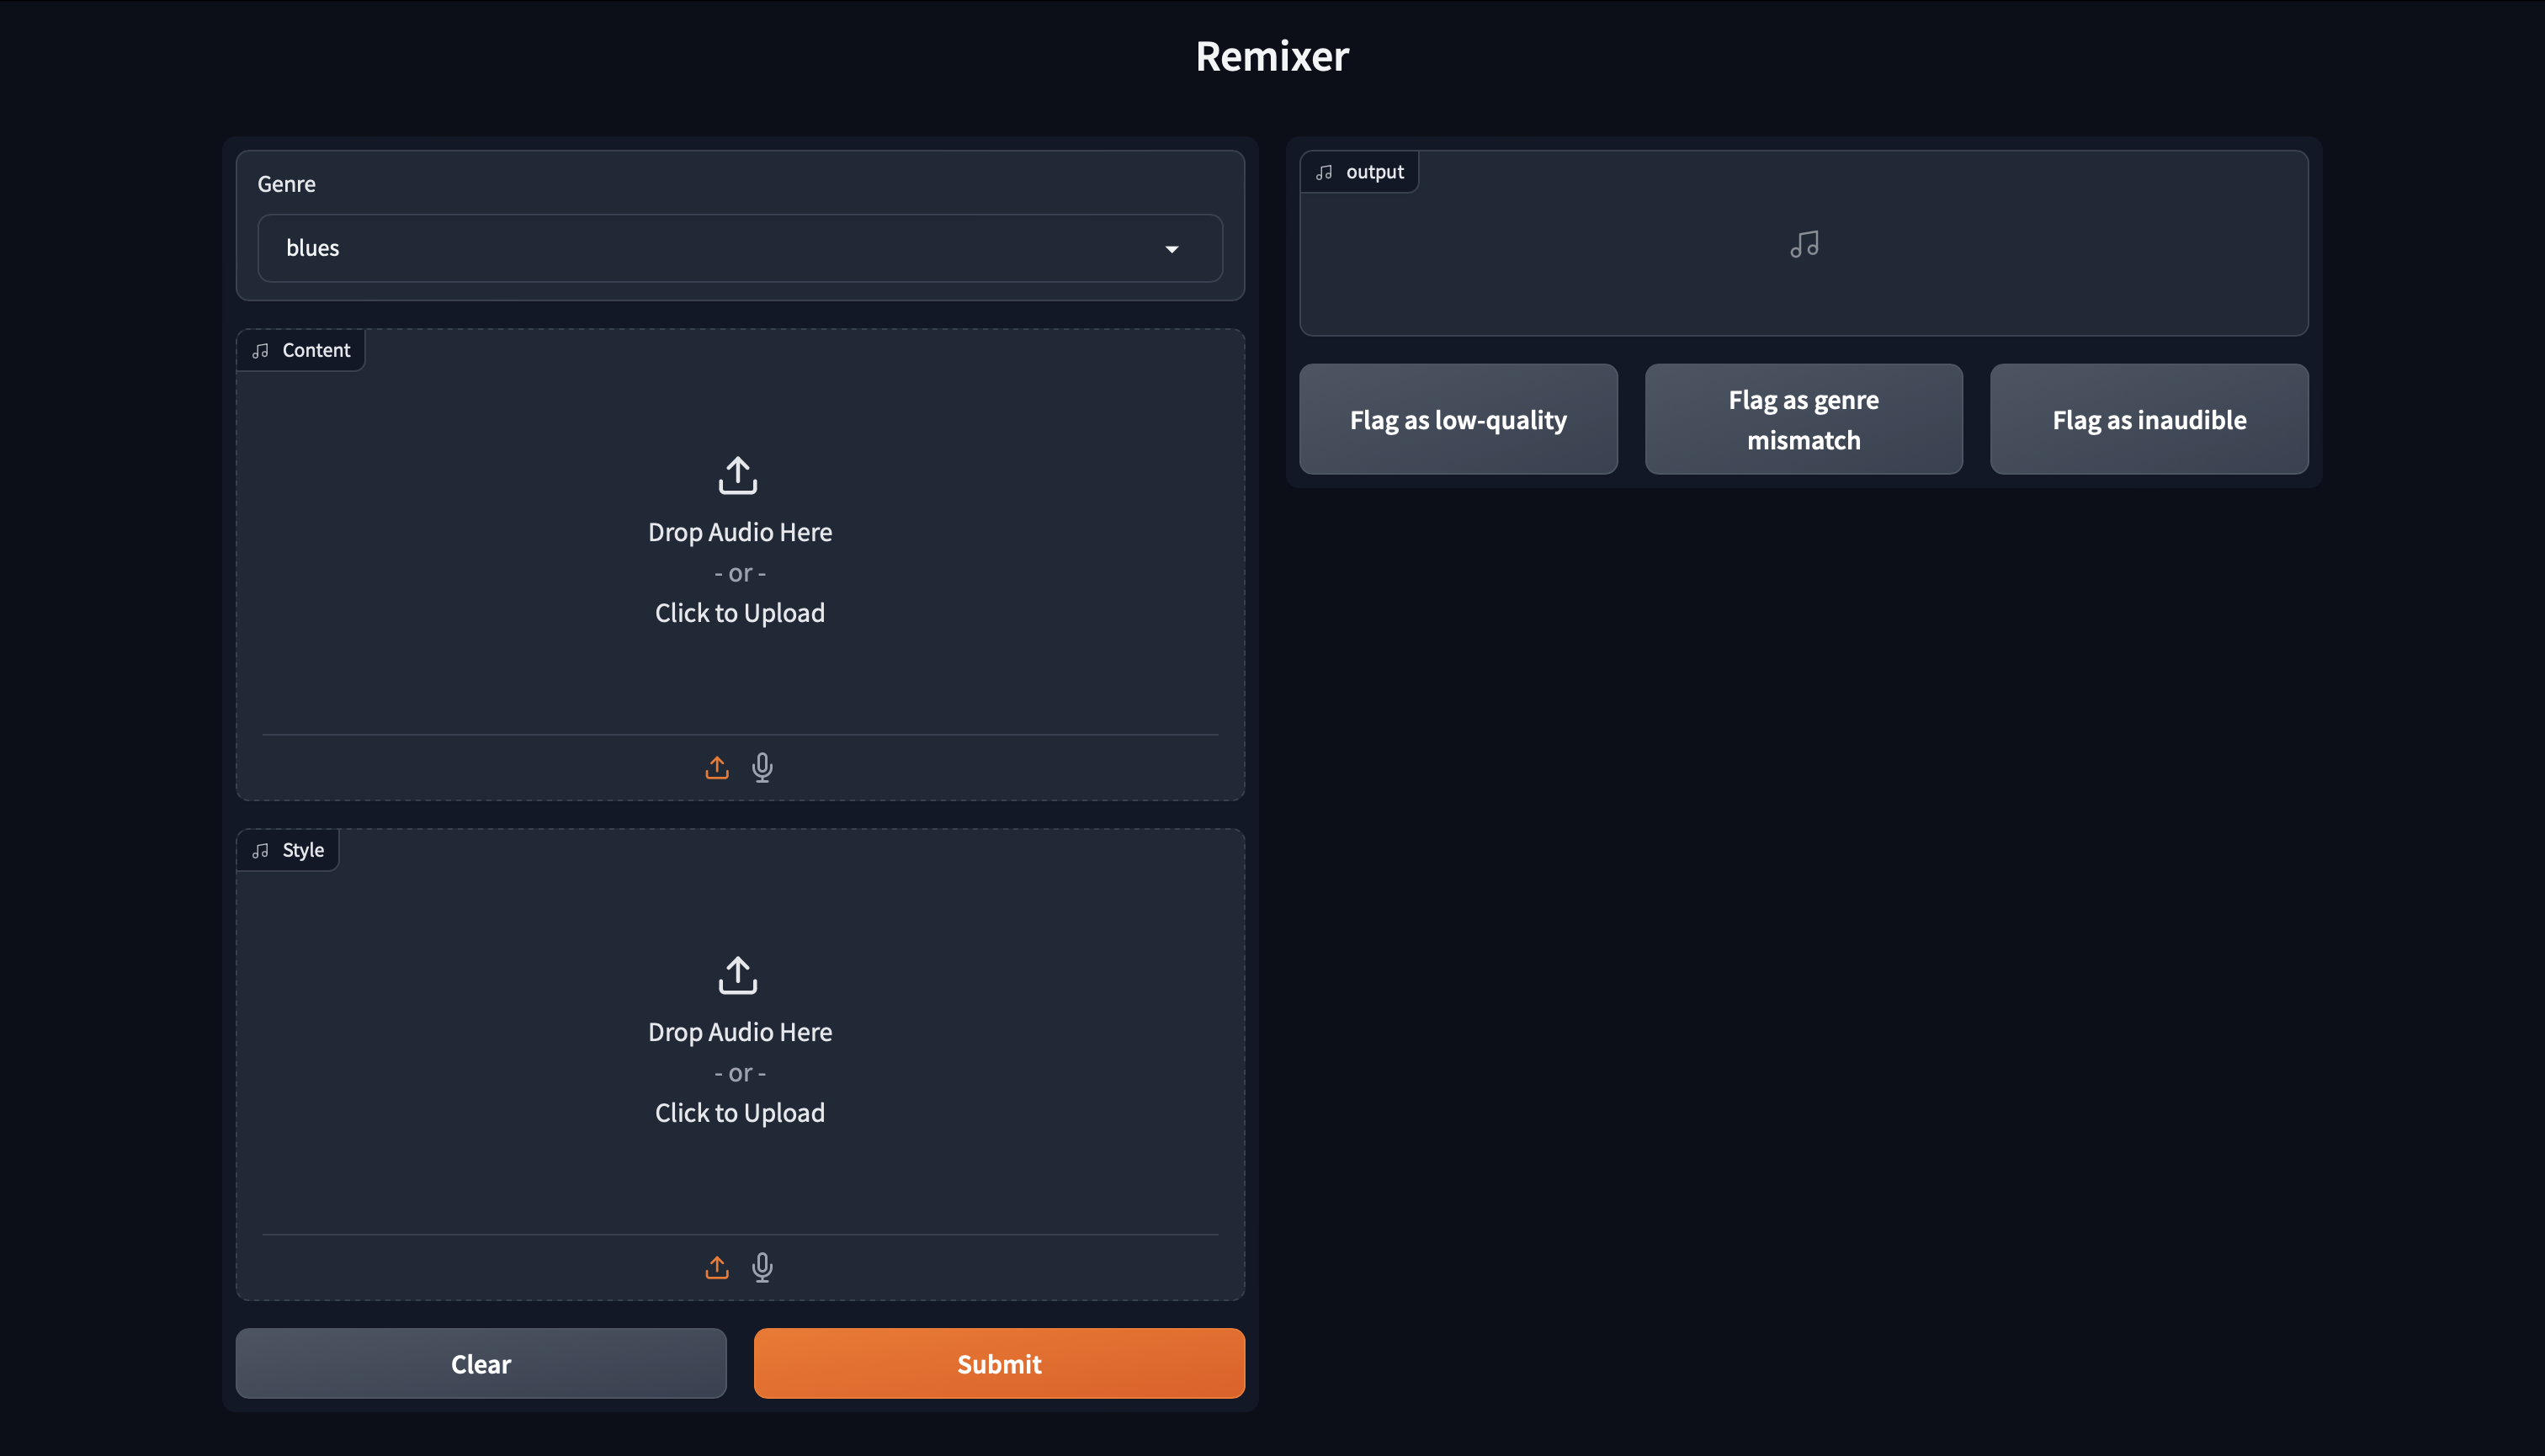 Remixer
Genre
blues
Content
Drop Audio Here
- or -
Click to Upload
Style
Drop Audio Here
- or -
Click to Upload
Clear
Submit
output
Flag as low-quality
Flag as genre
mismatch
Flag as inaudible